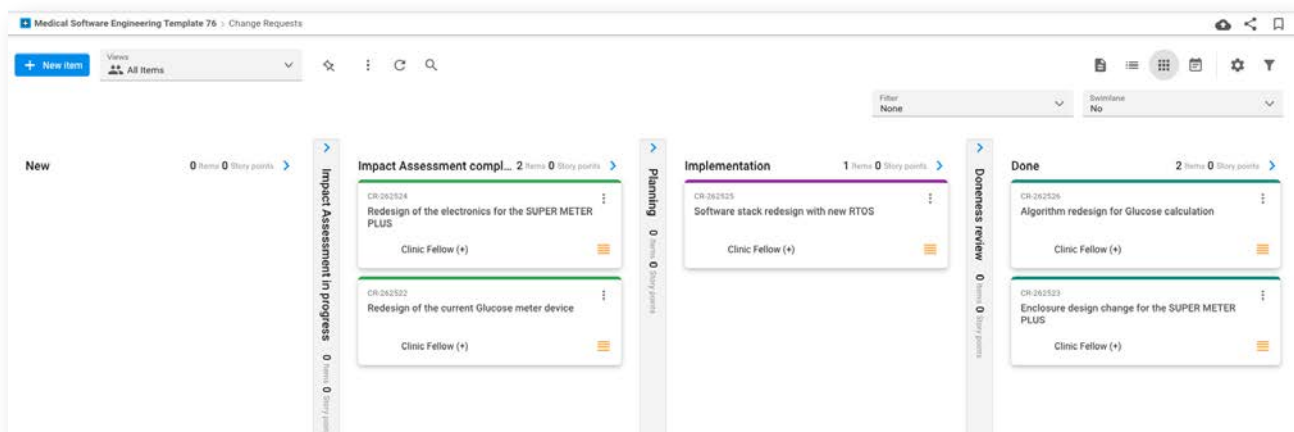 Medical Software Engineering Template 76 › Change Requests
+ New item
Views
All Items
Filter
None
Swimlane
No
New
0 Items 0 Story points
Impact Assessment in progress 0 Items 0 Story poin
Impact Assessment compl... 2 Items 0 Story points
CR-262524
Redesign of the electronics for the SUPER METER
PLUS
Clinic Fellow (+)
CR-262522
Redesign of the current Glucose meter device
Clinic Fellow (+)
Planning 0 Items 0 Story points
Implementation 1 Items 0 Story points
CR-262525
Software stack redesign with new RTOS
Clinic Fellow (+)
Doneness review 0 Items 0 Story points
Done 2 Items 0 Story points
CR-262526
Algorithm redesign for Glucose calculation
Clinic Fellow (+)
CR-262523
Enclosure design change for the SUPER METER
PLUS
Clinic Fellow (+)